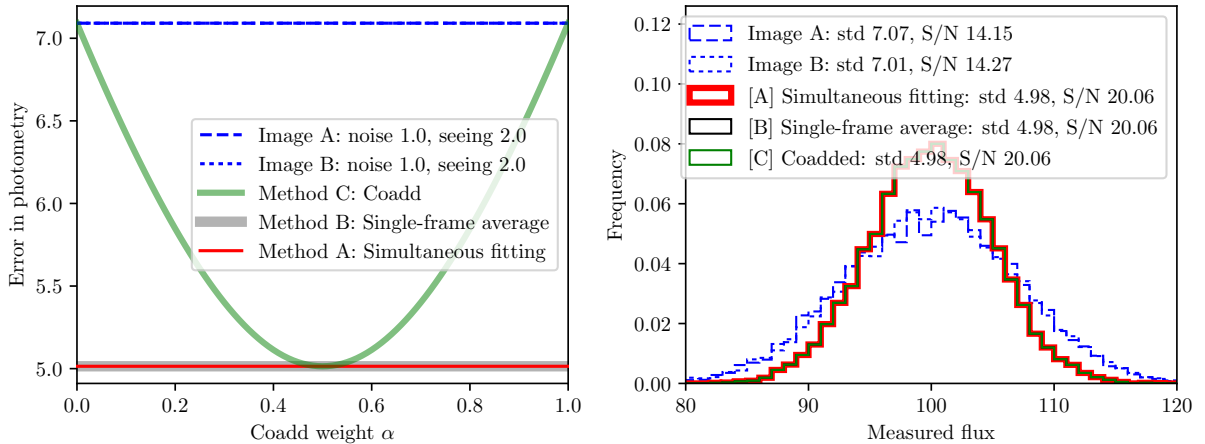 7.0
6.5
6.0
5.5
5.0
Error in photometry
0.0 0.2 0.4 0.6 0.8 1.0
Coadd weight α
Image A: noise 1.0, seeing 2.0
Image B: noise 1.0, seeing 2.0
Method C: Coadd
Method B: Single-frame average
Method A: Simultaneous fitting
0.12
0.10
0.08
0.06
0.04
0.02
0.00
Frequency
80 90 100 110 120
Measured flux
Image A: std 7.07, S/N 14.15
Image B: std 7.01, S/N 14.27
[A] Simultaneous fitting: std 4.98, S/N 20.06
[B] Single-frame average: std 4.98, S/N 20.06
[C] Coadded: std 4.98, S/N 20.06